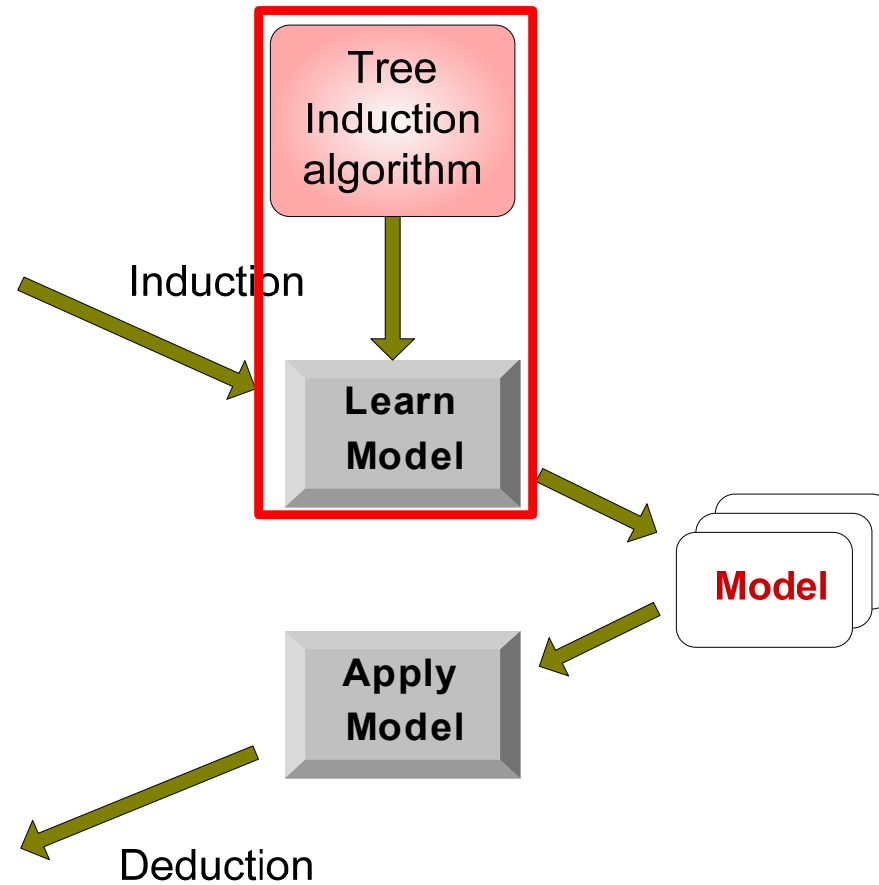 Tree
Induction
algorithm
Induction
Learn
Model
Model
Apply
Model
Deduction